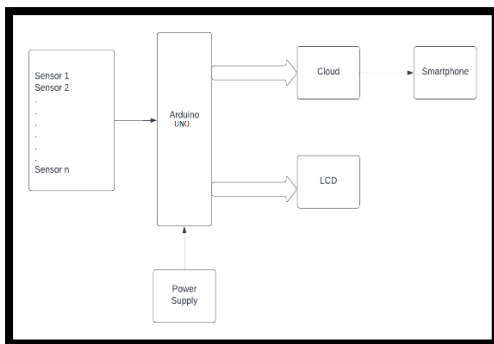 Sensor 1
Sensor 2
.
.
.
.
.
.
Sensor n
Arduino
UNO
Cloud
Smartphone
LCD
Power
Supply